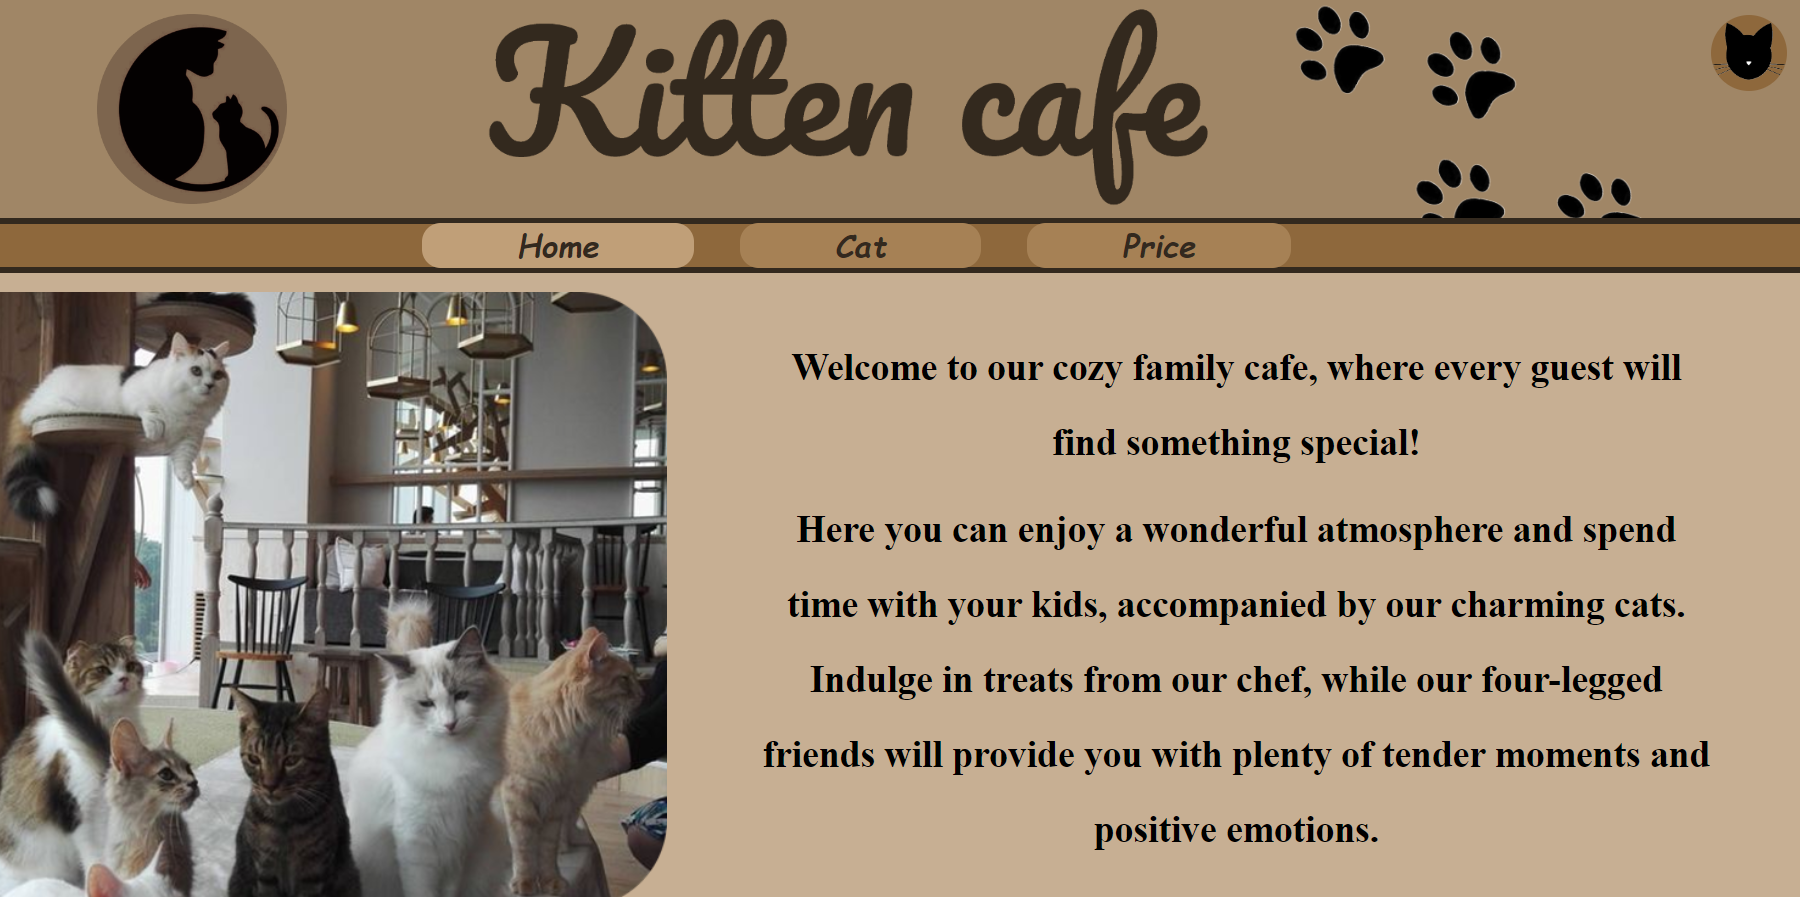 Kitten cafe
Home
Cat
Price
Welcome to our cozy family cafe, where every guest will
find something special!
Here you can enjoy a wonderful atmosphere and spend
time with your kids, accompanied by our charming cats.
Indulge in treats from our chef, while our four-legged
friends will provide you with plenty of tender moments and
positive emotions.